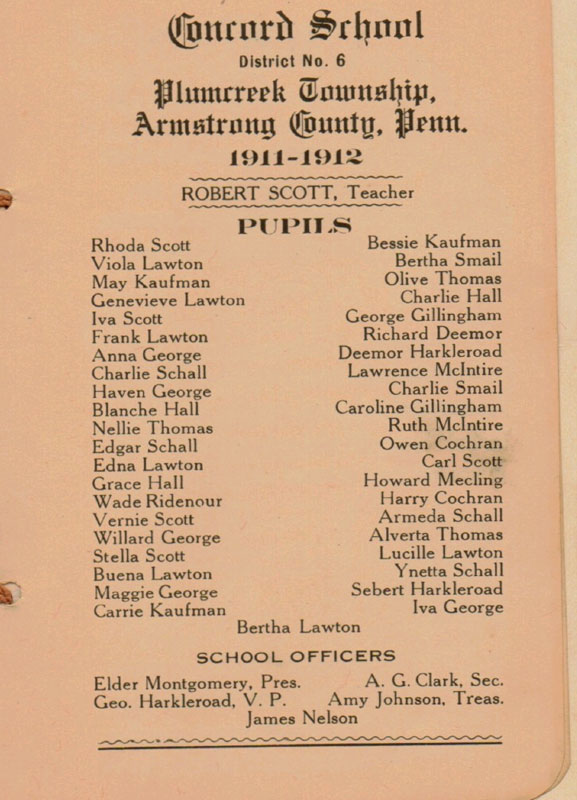 Concord School
District No. 6
Plumcreek Township,
Armstrong County, Penn.
1911-1912
ROBERT SCOTT, Teacher
PUPILS
Rhoda Scott
Viola Lawton
May Kaufman
Genevieve Lawton
Iva Scott
Frank Lawton
Anna George
Charlie Schall
Haven George
Blanche Hall
Nellie Thomas
Edgar Schall
Edna Lawton
Grace Hall
Wade Ridenour
Vernie Scott
Willard George
Stella Scott
Buena Lawton
Maggie George
Carrie Kaufman
Bessie Kaufman
Bertha Smail
Olive Thomas
Charlie Hall
George Gillingham
Richard Deemor
Deemor Harkleroad
Lawrence McIntire
Charlie Smail
Caroline Gillingham
Ruth McIntire
Owen Cochran
Carl Scott
Howard Mecling
Harry Cochran
Armeda Schall
Alverta Thomas
Lucille Lawton
Ynetta Schall
Sebert Harkleroad
Iva George
Bertha Lawton
SCHOOL OFFICERS
Elder Montgomery, Pres. A. G. Clark, Sec.
Geo. Harkleroad, V. P. Amy Johnson, Treas.
James Nelson